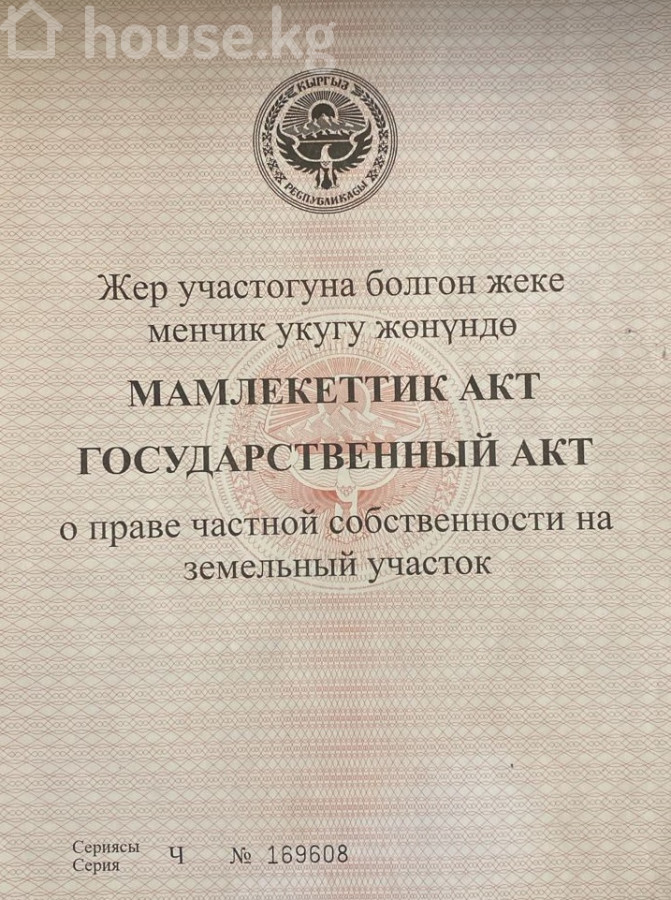 house.kg
КЫРГЫЗ
РЕСПУБЛИКАСЫ
Жер участогуна болгон жеке
менчик укугу жөнүндө
МАМЛЕКЕТТИК АКТ
ГОСУДАРСТВЕННЫЙ АКТ
о праве частной собственности на
земельный участок
Сериясы
Серия Ч № 169608